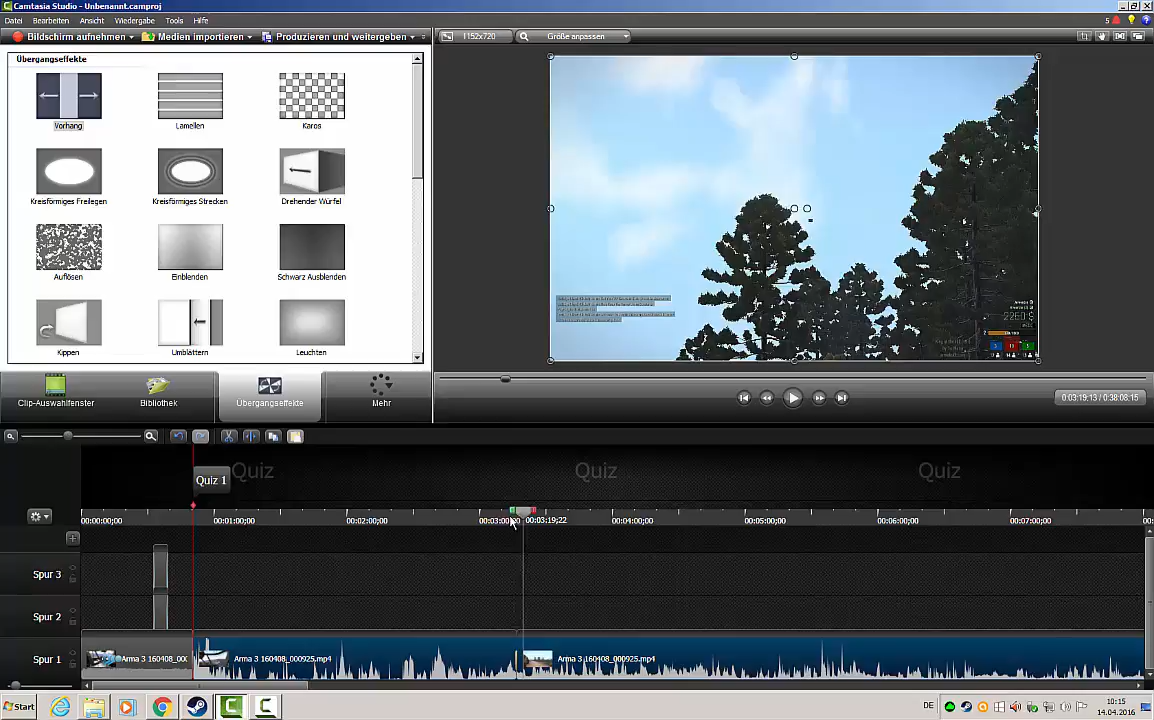 Camtasia Studio - Unbenannt.camproj
Datei Bearbeiten Ansicht Wiedergabe Tools Hilfe
5
Bildschirm aufnehmen Medien importieren Produzieren und weitergeben
1152x720 Größe anpassen
Übergangseffekte
Vorhang Lamellen Karos
Kreisförmiges Freilegen Kreisförmiges Strecken Drehender Würfel
Auflösen Einblenden Schwarz Ausblenden
Kippen Umblättern Leuchten
Clip-Auswahlfenster Bibliothek Übergangseffekte Mehr
0:03:19;13 / 0:38:08;15
Quiz 1 Quiz Quiz Quiz
00:00:00;00 00:01:00;00 00:02:00;00 00:03:19;22 00:04:00;00 00:05:00;00 00:06:00;00 00:07:00;00
Spur 3
Spur 2
Spur 1 Arma 3 160408_000925.mp4 Arma 3 160408_000925.mp4
Start DE 10:15
14.04.2016